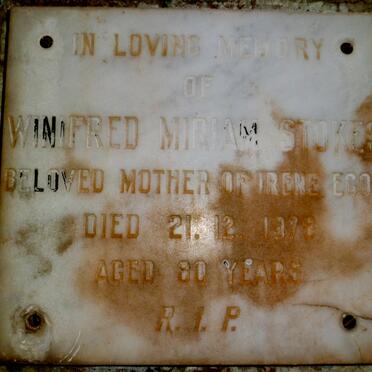 IN LOVING MEMORY
OF
WINIFRED MIRIAM STOKES
BELOVED MOTHER OF IRENE
DIED 21. 12.
AGED 80 YEARS
R. I. P.